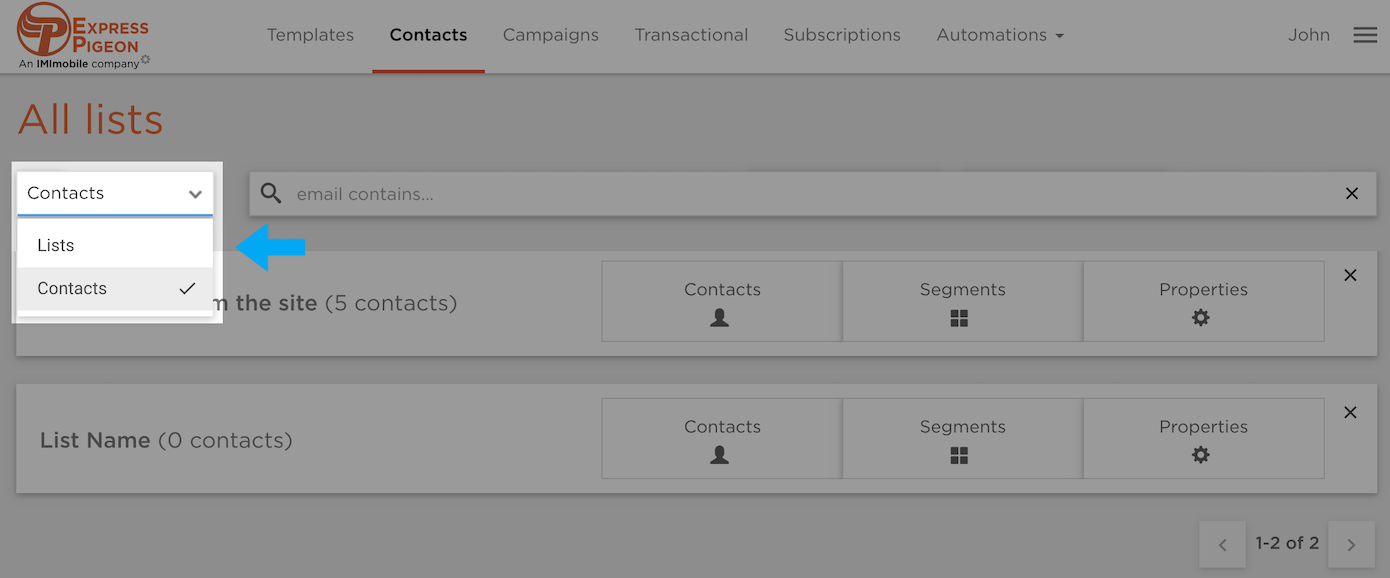 EXPRESS
PIGEON
An IMImobile company
Templates Contacts Campaigns Transactional Subscriptions Automations John
All lists
Contacts
email contains...
Lists
Contacts
the site (5 contacts)
Contacts Segments Properties
List Name (0 contacts)
Contacts Segments Properties
1-2 of 2